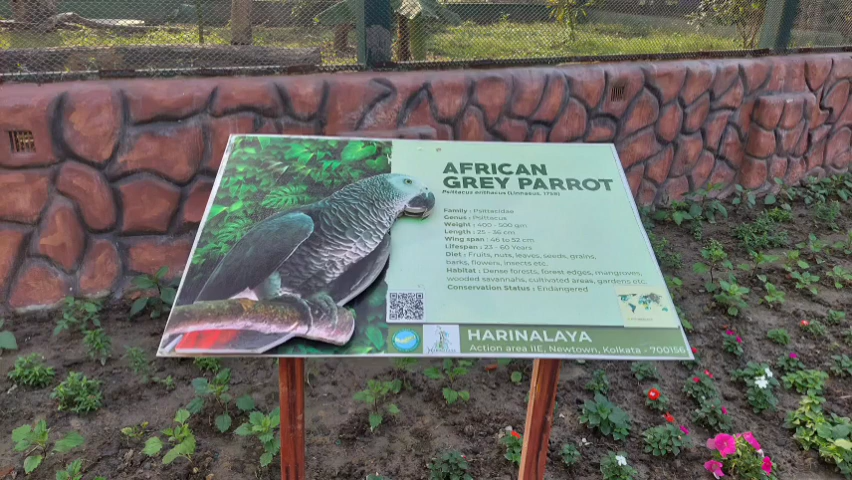 AFRICAN
GREY PARROT
Psittacus erithacus (Linnaeus, 1758)
Family : Psittacidae
Genus : Psittacus
Weight : 400 - 500 gm
Length : 25 - 36 cm
Wing span : 46 to 52 cm
Lifespan : 23 - 60 Years
Diet : Fruits, nuts, leaves, seeds, grains,
barks, flowers, insects etc.
Habitat : Dense forests, forest edges, mangroves,
wooded savannahs, cultivated areas, gardens etc.
Conservation Status : Endangered
HARINALAYA
Action area IIE, Newtown, Kolkata - 700156